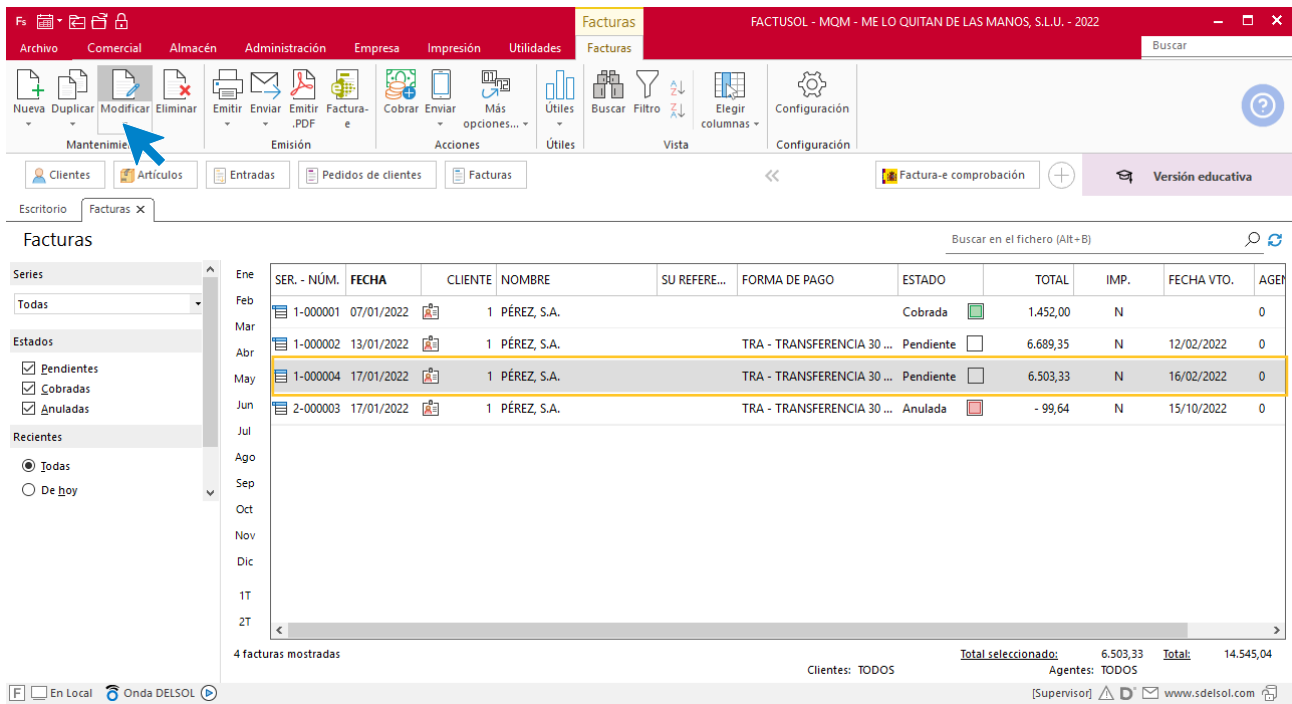 Fs Facturas FACTUSOL - MQM - ME LO QUITAN DE LAS MANOS, S.L.U. - 2022
Archivo Comercial Almacén Administración Empresa Impresión Utilidades Facturas Buscar
Nueva Duplicar Modificar Eliminar Emitir Enviar Emitir .PDF Factura-e Cobrar Enviar Más opciones... Útiles Buscar Filtro Elegir columnas Configuración
Emisión Acciones Útiles Vista Configuración
Clientes Artículos Entradas Pedidos de clientes Facturas Factura-e comprobación Versión educativa
Escritorio Facturas
Facturas Buscar en el fichero (Alt+B)
Series
Todas
Estados
Pendientes
Cobradas
Anuladas
Recientes
Todas
De hoy
Ene
Feb
Mar
Abr
May
Jun
Jul
Ago
Sep
Oct
Nov
Dic
1T
2T
SER. - NÚM. FECHA CLIENTE NOMBRE SU REFERE... FORMA DE PAGO ESTADO TOTAL IMP. FECHA VTO.
1-000001 07/01/2022 1 PÉREZ, S.A. Cobrada 1.452,00 N 0
1-000002 13/01/2022 1 PÉREZ, S.A. TRA - TRANSFERENCIA 30 ... Pendiente 6.689,35 N 12/02/2022 0
1-000004 17/01/2022 1 PÉREZ, S.A. TRA - TRANSFERENCIA 30 ... Pendiente 6.503,33 N 16/02/2022 0
2-000003 17/01/2022 1 PÉREZ, S.A. TRA - TRANSFERENCIA 30 ... Anulada - 99,64 N 15/10/2022 0
4 facturas mostradas Total seleccionado: 6.503,33 Total: 14.545,04
Clientes: TODOS Agentes: TODOS
F En Local Onda DELSOL [Supervisor] D www.sdelsol.com